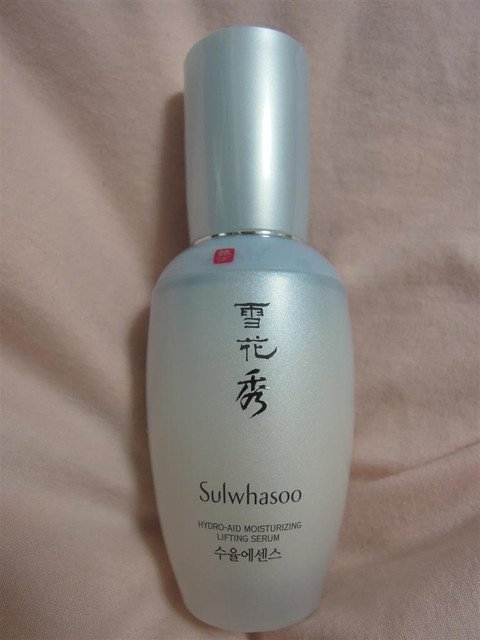 雪
花
秀
Sulwhasoo
HYDRO-AID MOISTURIZING
LIFTING SERUM
수율에센스